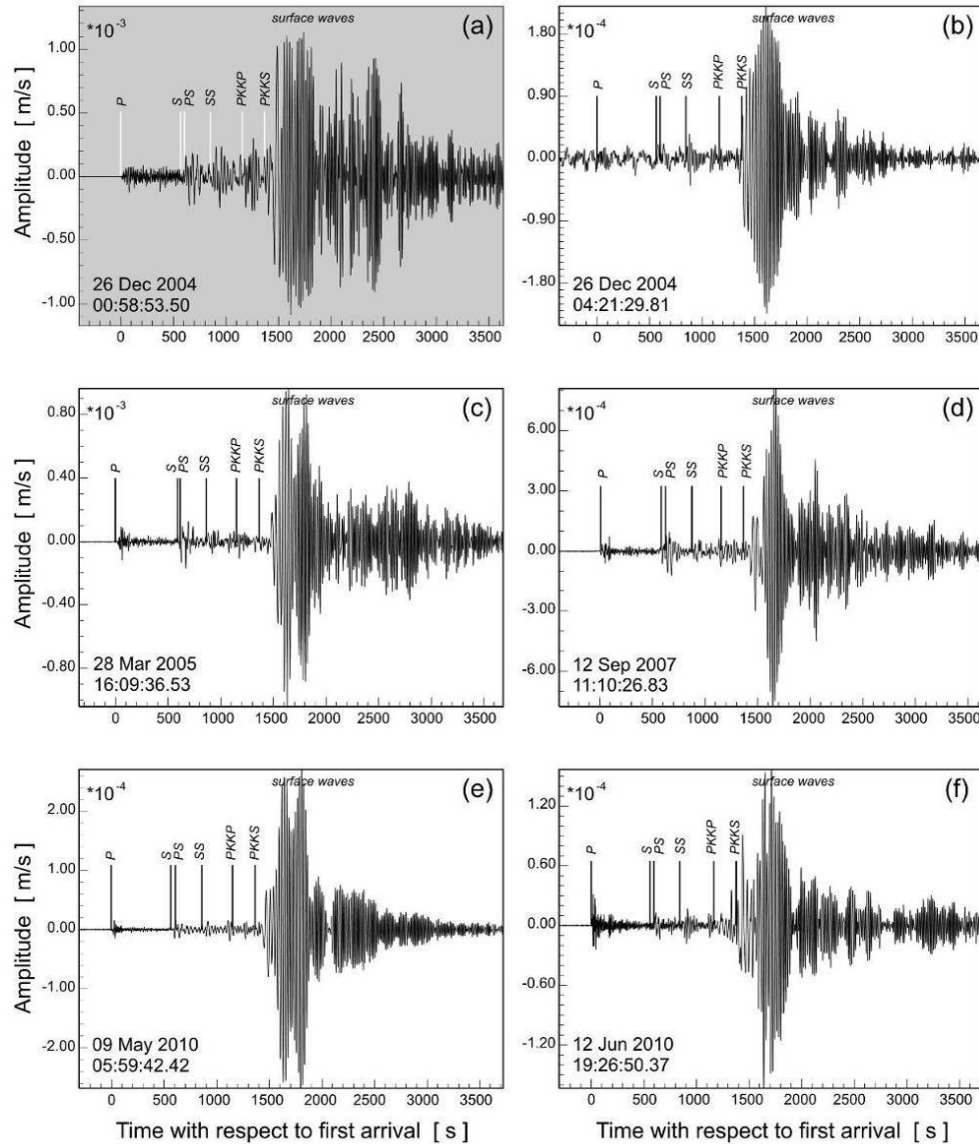 surface waves
(a)
*10⁻³
1.00
0.50
0.00
-0.50
-1.00
P
S
PS
SS
PKKP
PKKS
Amplitude [ m/s ]
26 Dec 2004
00:58:53.50
0 500 1000 1500 2000 2500 3000 3500
surface waves
(b)
*10⁻⁴
1.80
0.90
0.00
-0.90
-1.80
P
S
PS
SS
PKKP
PKKS
26 Dec 2004
04:21:29.81
0 500 1000 1500 2000 2500 3000 3500
surface waves
(c)
*10⁻³
0.80
0.40
0.00
-0.40
-0.80
P
S
PS
SS
PKKP
PKKS
Amplitude [ m/s ]
28 Mar 2005
16:09:36.53
0 500 1000 1500 2000 2500 3000 3500
surface waves
(d)
*10⁻⁴
6.00
3.00
0.00
-3.00
-6.00
P
S
PS
SS
PKKP
PKKS
12 Sep 2007
11:10:26.83
0 500 1000 1500 2000 2500 3000 3500
surface waves
(e)
*10⁻⁴
2.00
1.00
0.00
-1.00
-2.00
P
S
PS
SS
PKKP
PKKS
Amplitude [ m/s ]
09 May 2010
05:59:42.42
0 500 1000 1500 2000 2500 3000 3500
Time with respect to first arrival [ s ]
surface waves
(f)
*10⁻⁴
1.20
0.60
0.00
-0.60
-1.20
P
S
PS
SS
PKKP
PKKS
12 Jun 2010
19:26:50.37
0 500 1000 1500 2000 2500 3000 3500
Time with respect to first arrival [ s ]